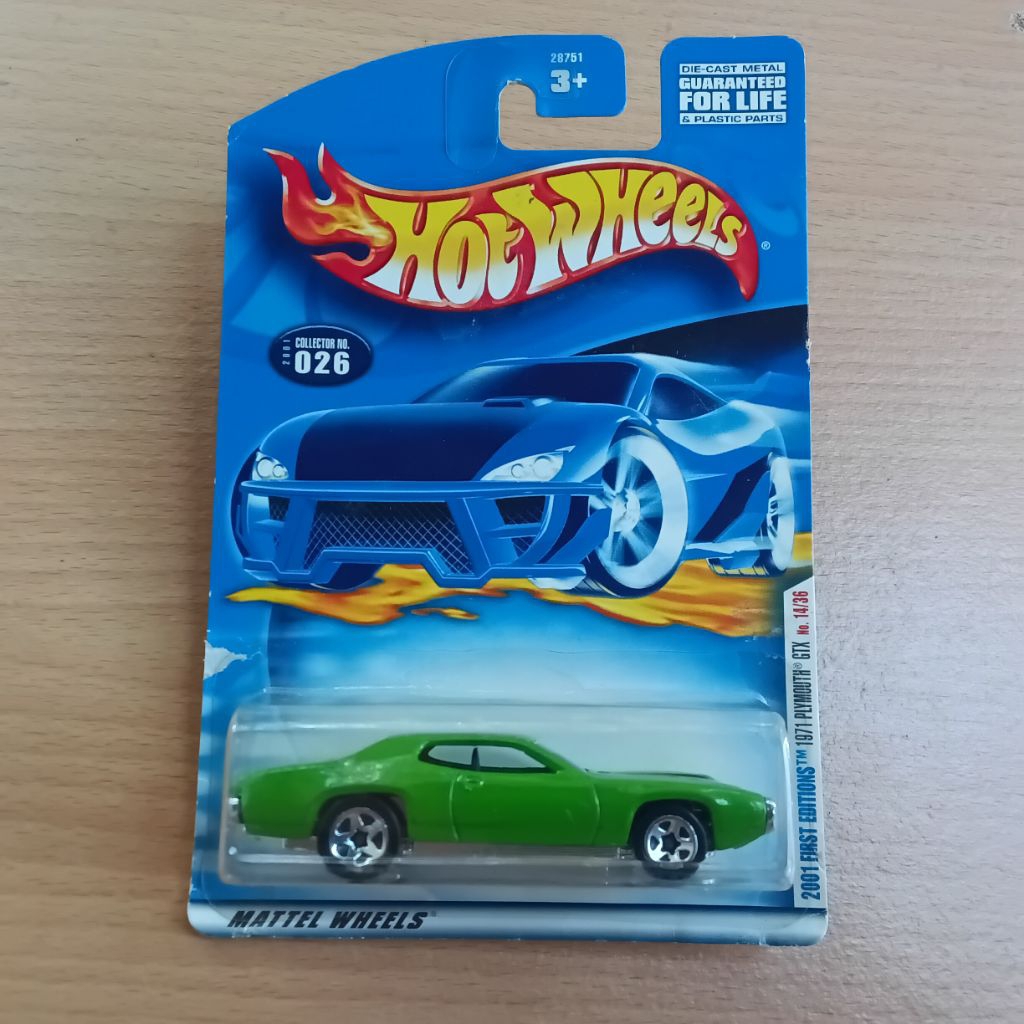 28751
3+
DIE-CAST METAL
GUARANTEED
FOR LIFE
& PLASTIC PARTS
HOT WHEELS®
2001
COLLECTOR NO.
026
2001 FIRST EDITIONS™ 1971 PLYMOUTH® GTX No. 14/36
MATTEL WHEELS®